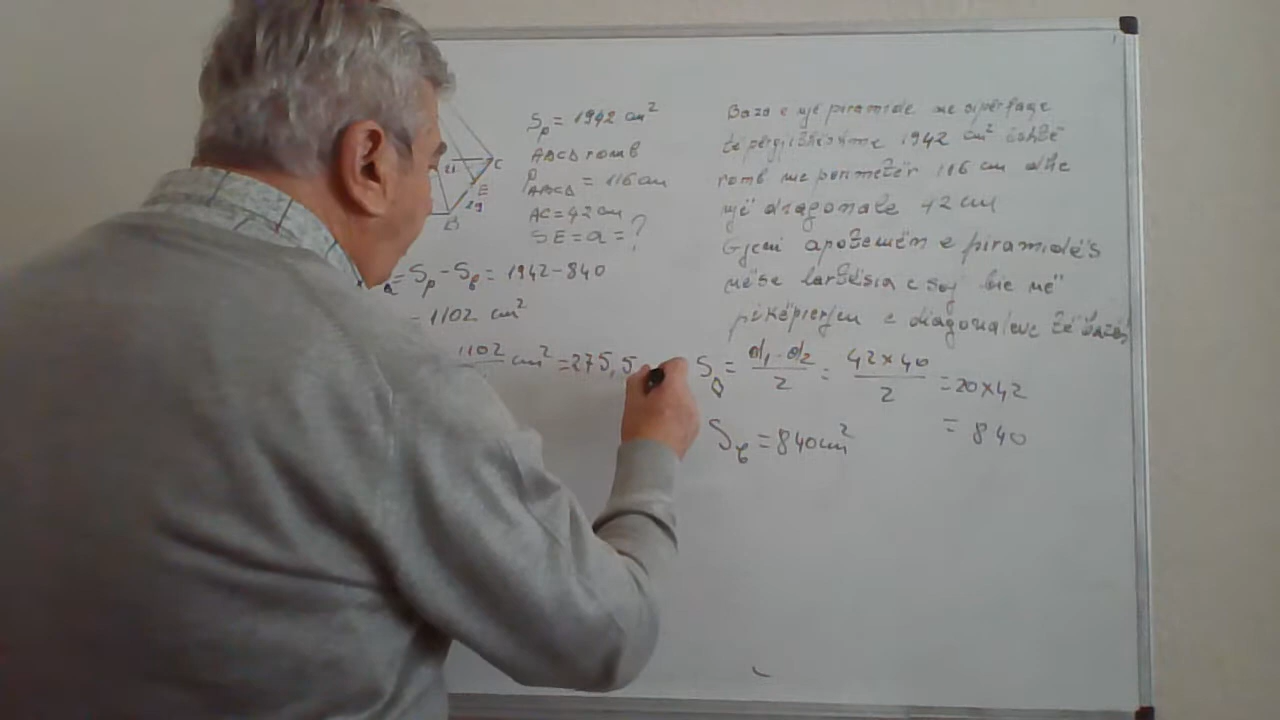 Sp = 1942 cm²
ABCD romb
P ABCD = 116 cm
AC = 42 cm
SE = a = ?
= Sp - Sb = 1942 - 840
= 1102 cm²
1102 cm² = 275,5
21
C
E
29
B
Baza e një piramide me sipërfaqe
të përgjithshme 1942 cm² është
romb me perimetër 116 cm dhe
një diagonale 42 cm
Gjeni apotemën e piramidës
nëse lartësia e saj bie në
pikëprerjen e diagonaleve të bazës
S◊ = d₁ · d₂ / 2 = 42 × 40 / 2 = 20 × 42
= 840
Sb = 840 cm²